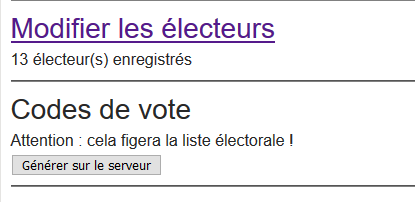 Modifier les électeurs
13 électeur(s) enregistrés
Codes de vote
Attention : cela figera la liste électorale !
Générer sur le serveur